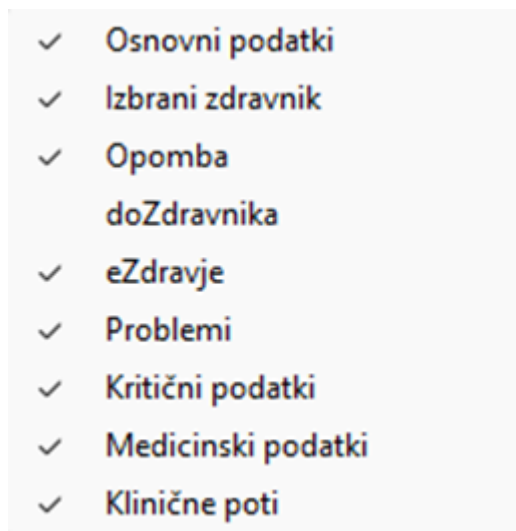 Osnovni podatki
Izbrani zdravnik
Opomba
doZdravnika
eZdravje
Problemi
Kritični podatki
Medicinski podatki
Klinične poti